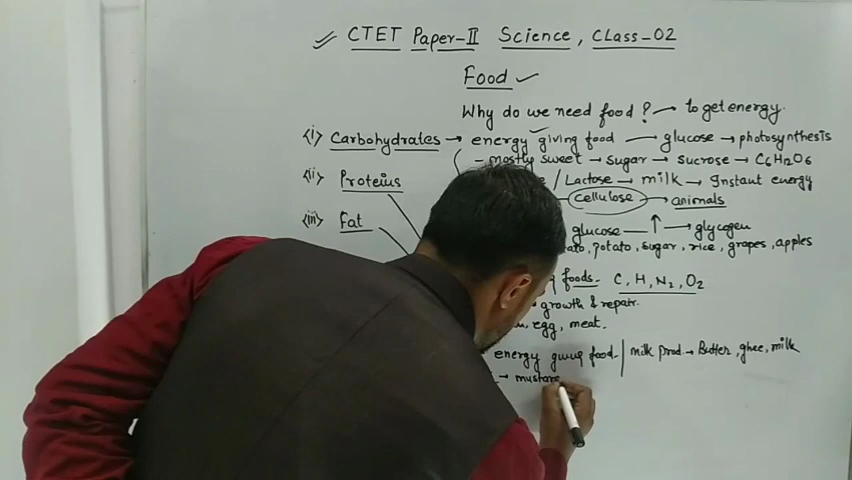 CTET Paper-II Science, Class-02
Food
Why do we need food? → to get energy.
(i) Carbohydrates → energy giving food → glucose → photosynthesis
- mostly sweet → sugar → sucrose → C6H12O6
(ii) Proteins / Lactose → milk → Instant energy
cellulose → animals
(iii) Fat glucose → glycogen
potato, sugar, rice, grapes, apples
foods. C, H, N2, O2
growth & repair.
egg, meat.
energy giving food. | milk prod. → Butter, ghee, milk
→ mustard